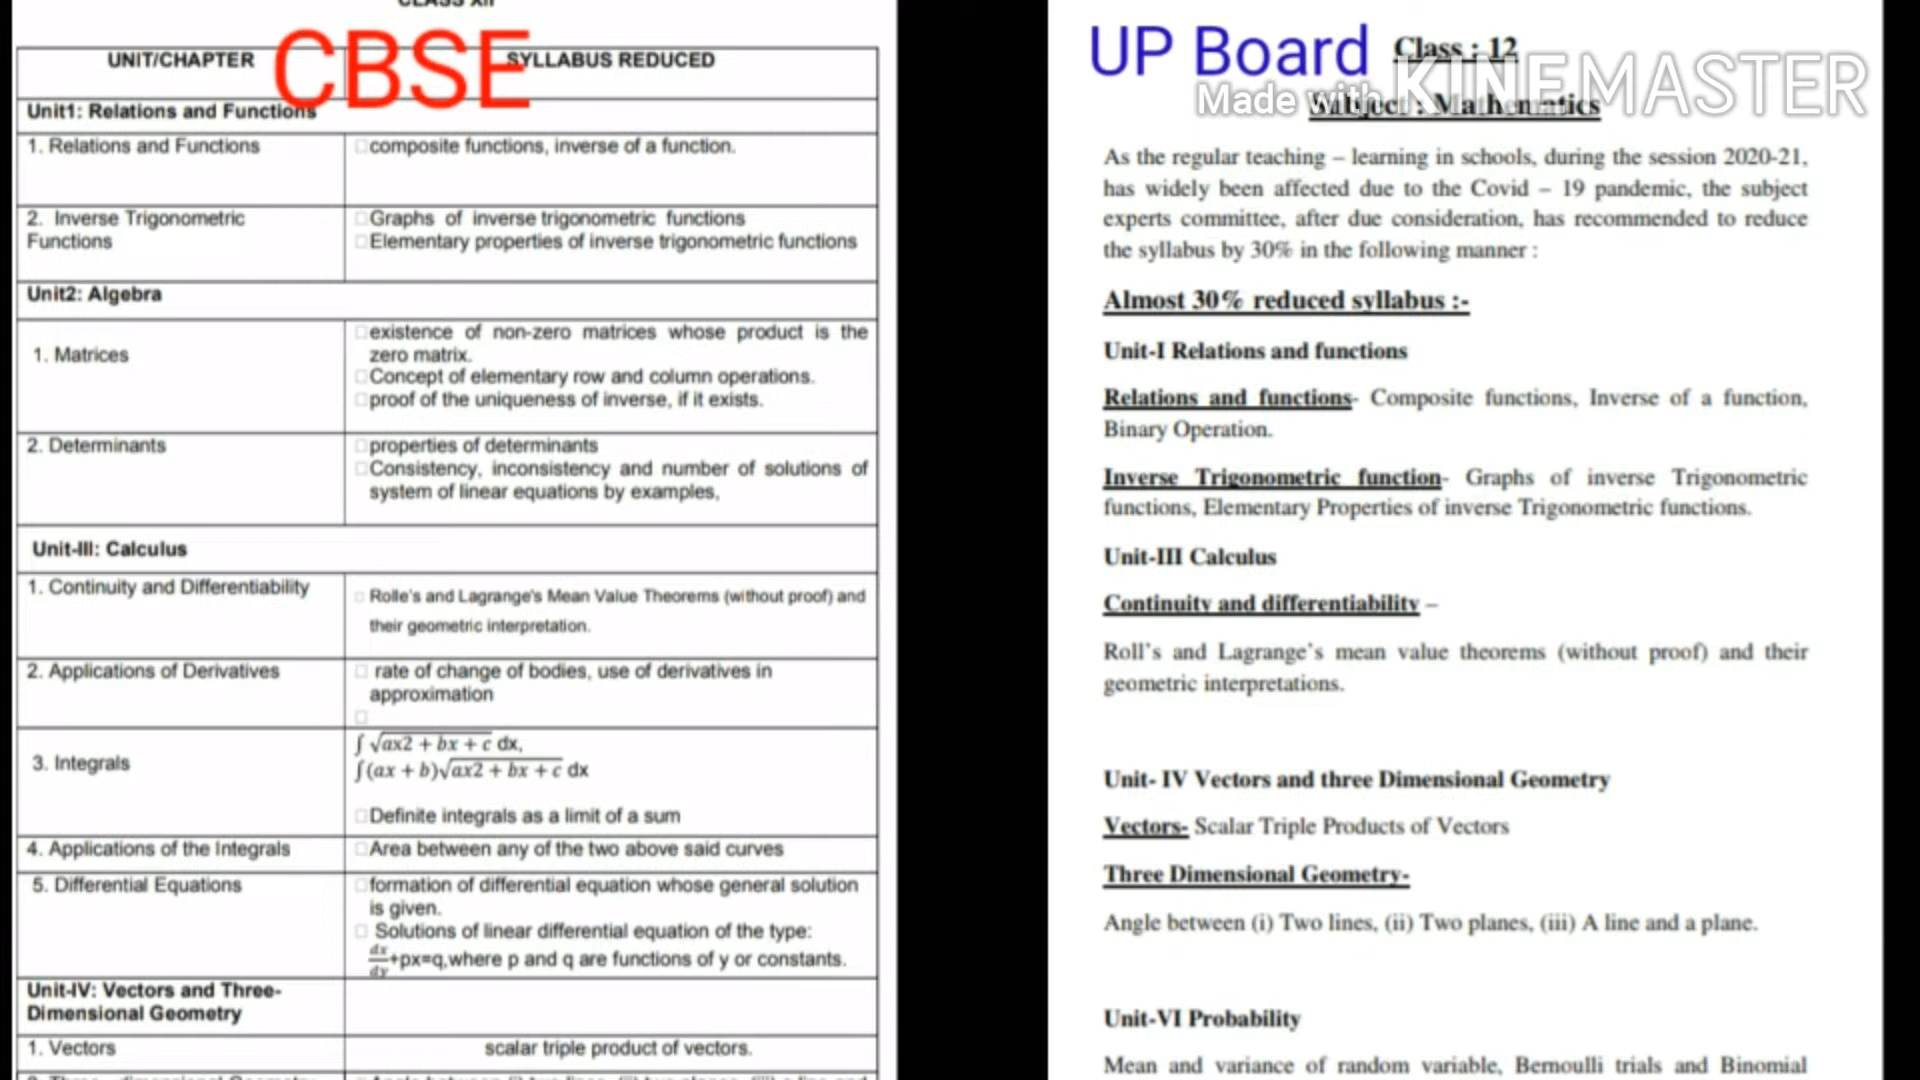 CLASS XII
CBSE
UNIT/CHAPTER SYLLABUS REDUCED
Unit1: Relations and Functions
1. Relations and Functions
composite functions, inverse of a function.
2. Inverse Trigonometric
Functions
Graphs of inverse trigonometric functions
Elementary properties of inverse trigonometric functions
Unit2: Algebra
1. Matrices
existence of non-zero matrices whose product is the
zero matrix.
Concept of elementary row and column operations.
proof of the uniqueness of inverse, if it exists.
2. Determinants
properties of determinants
Consistency, inconsistency and number of solutions of
system of linear equations by examples,
Unit-III: Calculus
1. Continuity and Differentiability
Rolle's and Lagrange's Mean Value Theorems (without proof) and
their geometric interpretation.
2. Applications of Derivatives
rate of change of bodies, use of derivatives in
approximation
3. Integrals
∫ √ax2 + bx + c dx,
∫(ax + b)√ax2 + bx + c dx
Definite integrals as a limit of a sum
4. Applications of the Integrals
Area between any of the two above said curves
5. Differential Equations
formation of differential equation whose general solution
is given.
Solutions of linear differential equation of the type:
dx/dy+px=q,where p and q are functions of y or constants.
Unit-IV: Vectors and Three-
Dimensional Geometry
1. Vectors
scalar triple product of vectors.
UP Board
Class : 12
Made with KINEMASTER
Subject : Mathematics
As the regular teaching – learning in schools, during the session 2020-21,
has widely been affected due to the Covid – 19 pandemic, the subject
experts committee, after due consideration, has recommended to reduce
the syllabus by 30% in the following manner :
Almost 30% reduced syllabus :-
Unit-I Relations and functions
Relations and functions- Composite functions, Inverse of a function,
Binary Operation.
Inverse Trigonometric function- Graphs of inverse Trigonometric
functions, Elementary Properties of inverse Trigonometric functions.
Unit-III Calculus
Continuity and differentiability –
Roll's and Lagrange's mean value theorems (without proof) and their
geometric interpretations.
Unit- IV Vectors and three Dimensional Geometry
Vectors- Scalar Triple Products of Vectors
Three Dimensional Geometry-
Angle between (i) Two lines, (ii) Two planes, (iii) A line and a plane.
Unit-VI Probability
Mean and variance of random variable, Bernoulli trials and Binomial